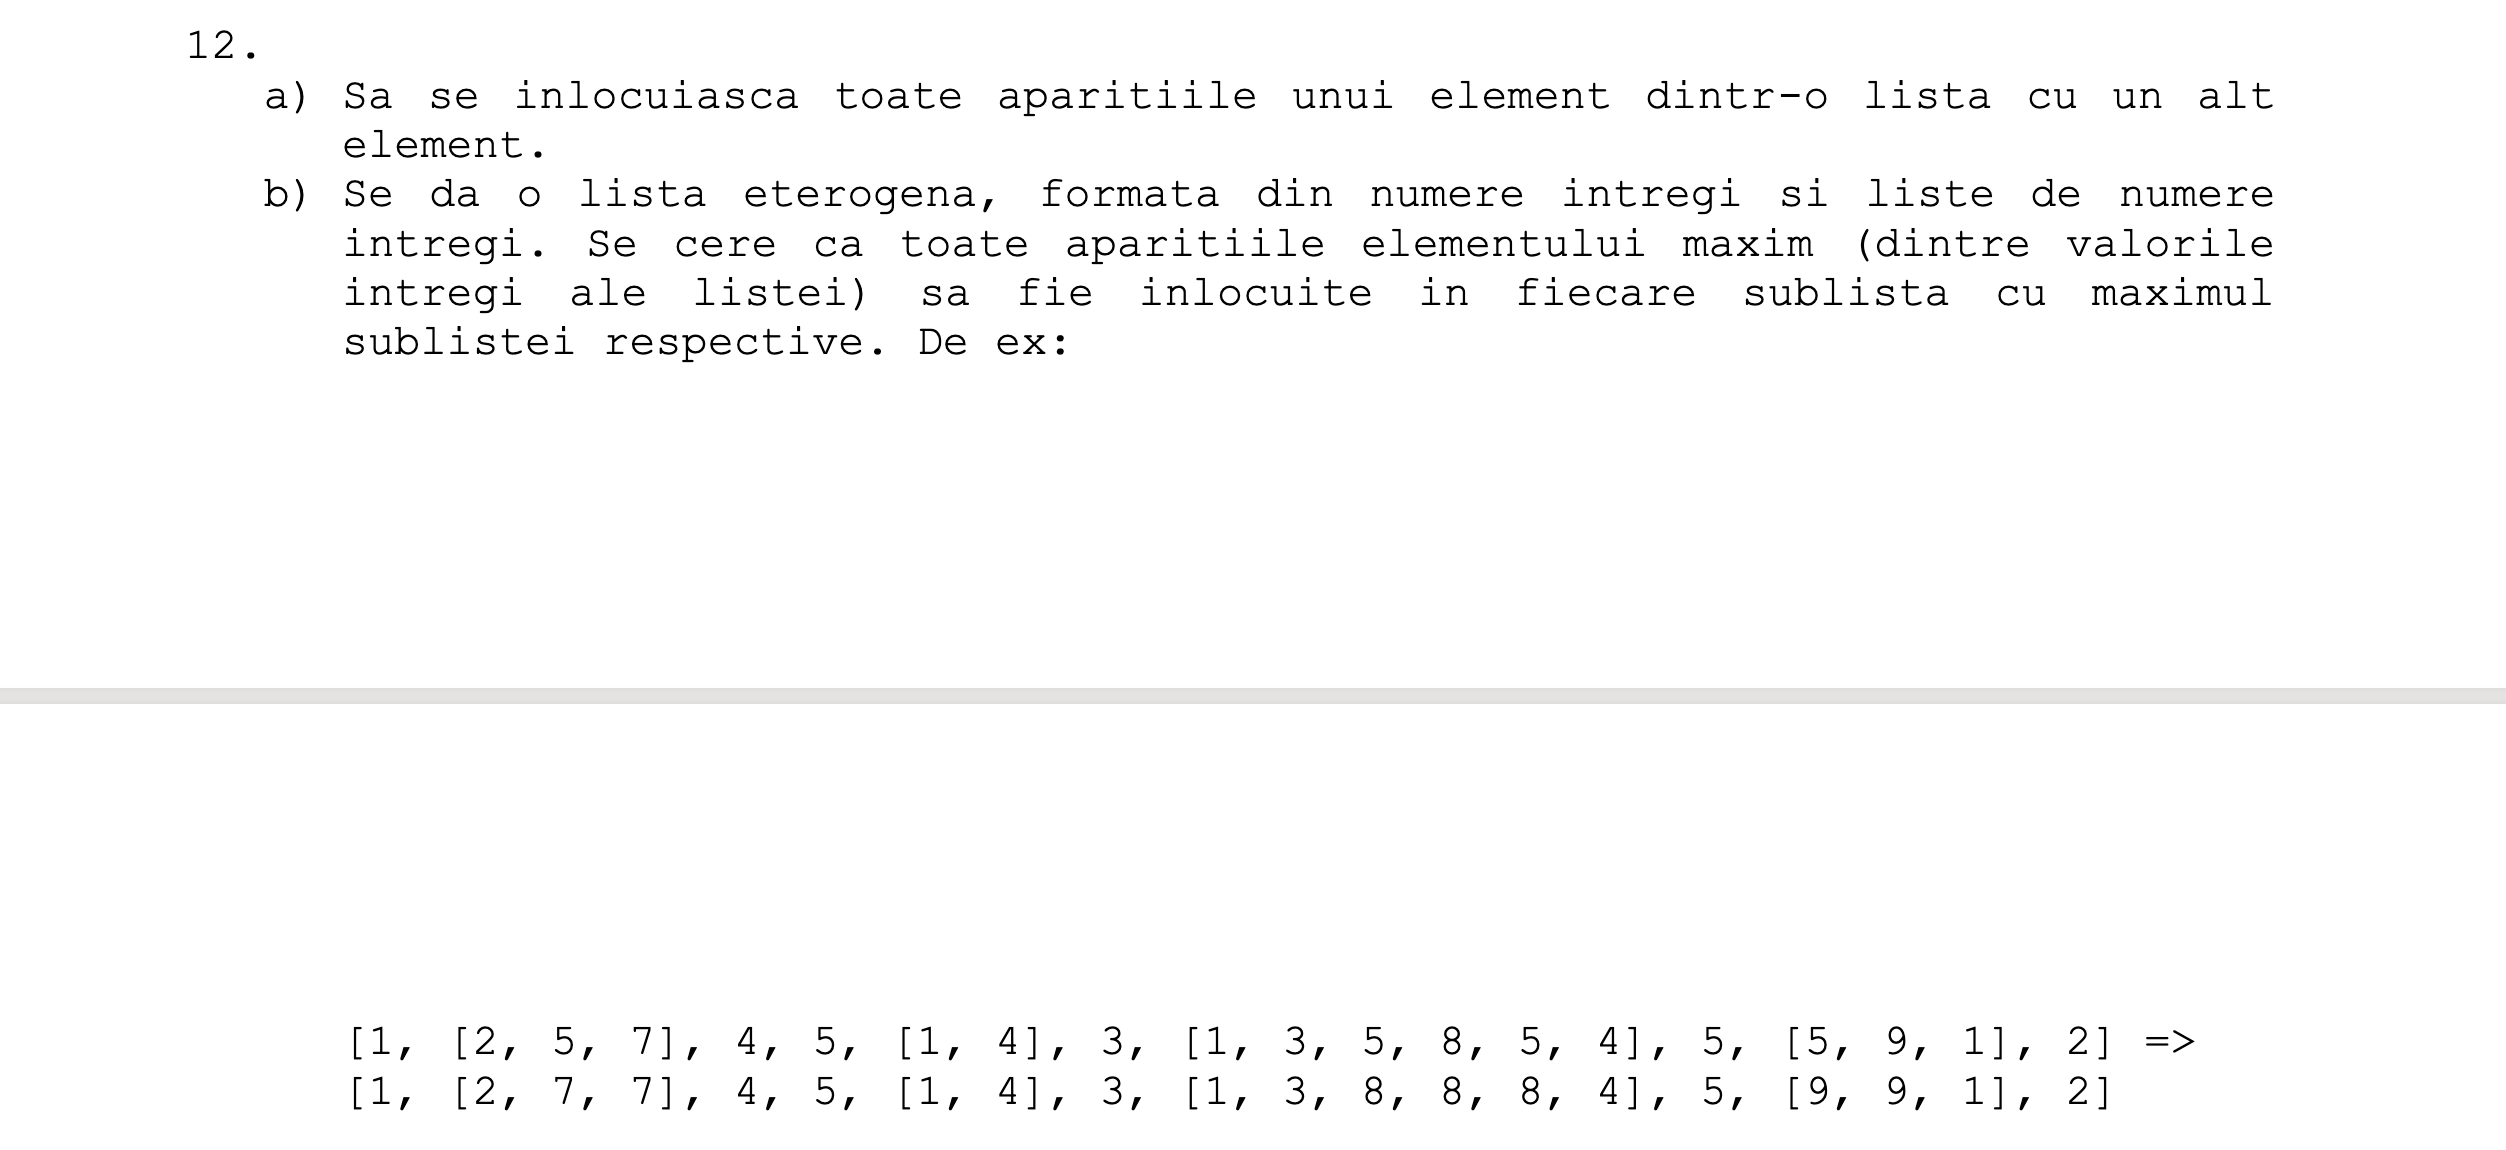 12.
a) Sa se inlocuiasca toate aparitiile unui element dintr-o lista cu un alt
element.
b) Se da o lista eterogena, formata din numere intregi si liste de numere
intregi. Se cere ca toate aparitiile elementului maxim (dintre valorile
intregi ale listei) sa fie inlocuite in fiecare sublista cu maximul
sublistei respective. De ex:
[1, [2, 5, 7], 4, 5, [1, 4], 3, [1, 3, 5, 8, 5, 4], 5, [5, 9, 1], 2] =>
[1, [2, 7, 7], 4, 5, [1, 4], 3, [1, 3, 8, 8, 8, 4], 5, [9, 9, 1], 2]